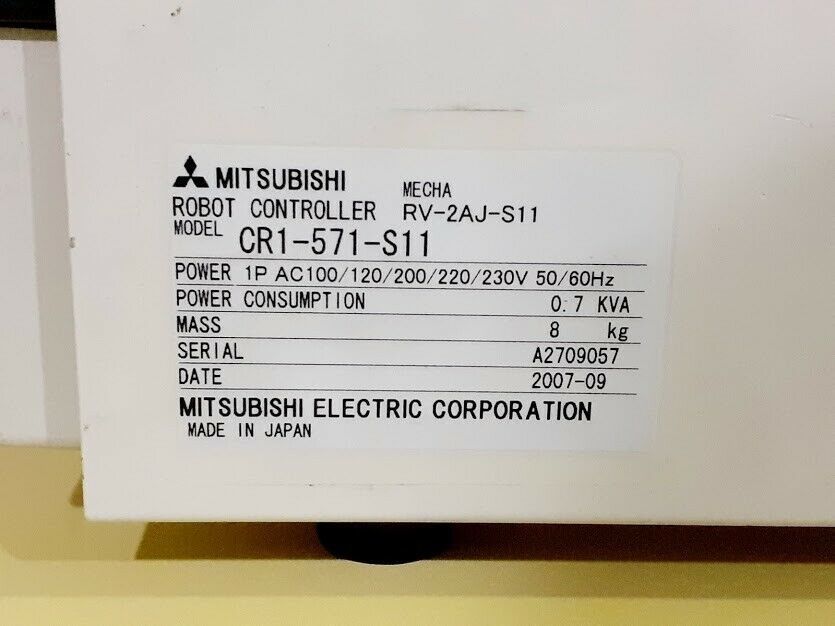 MITSUBISHI
MECHA
ROBOT CONTROLLER RV-2AJ-S11
MODEL CR1-571-S11
POWER 1P AC100/120/200/220/230V 50/60Hz
POWER CONSUMPTION 0.7 KVA
MASS 8 kg
SERIAL A2709057
DATE 2007-09
MITSUBISHI ELECTRIC CORPORATION
MADE IN JAPAN